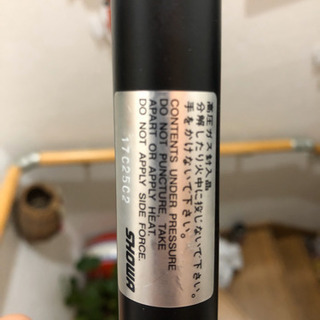 高圧ガス封入品
分解したり火中に投じないで下さい。
手をかけないで下さい。
CONTENTS UNDER PRESSURE
DO NOT PUNCTURE, TAKE
APART OR APPLY HEAT.
DO NOT APPLY SIDE FORCE.
17C25C2
SHOWA